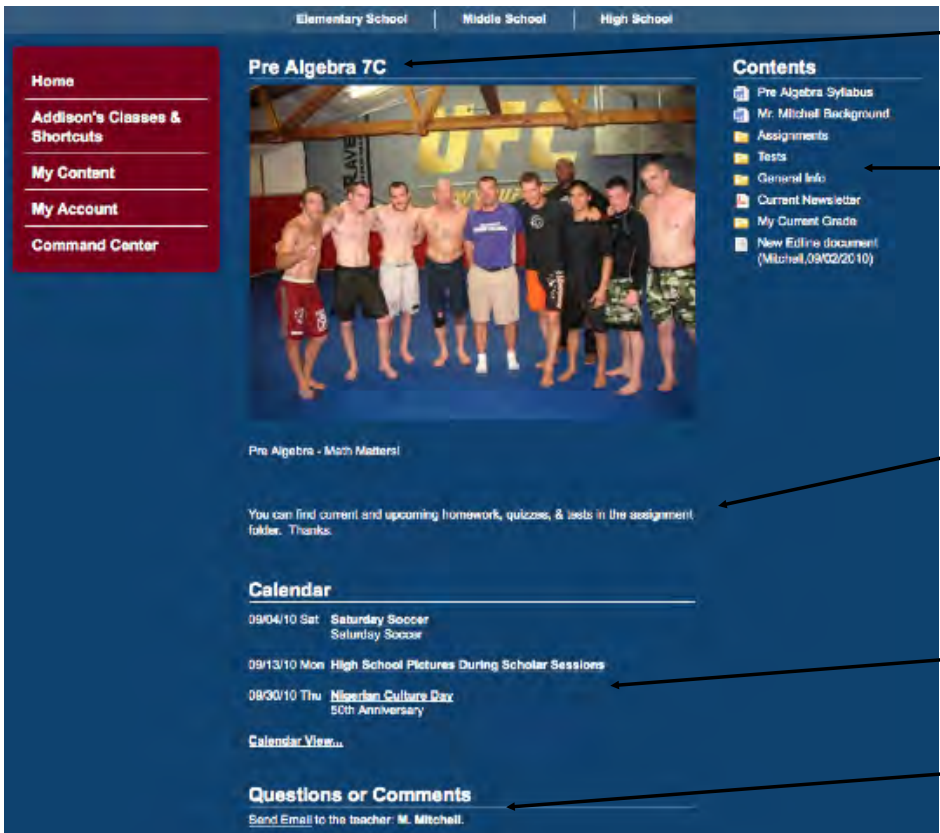 Elementary School Middle School High School
Home
Addison's Classes &
Shortcuts
My Content
My Account
Command Center
Pre Algebra 7C
UFC
Pre Algebra - Math Matters!
You can find current and upcoming homework, quizzes, & tests in the assignment
folder. Thanks.
Calendar
09/04/10 Sat Saturday Soccer
Saturday Soccer
09/13/10 Mon High School Pictures During Scholar Sessions
09/30/10 Thu Nigerian Culture Day
50th Anniversary
Calendar View...
Questions or Comments
Send Email to the teacher: M. Mitchell.
Contents
Pre Algebra Syllabus
Mr. Mitchell Background
Assignments
Tests
General Info
Current Newsletter
My Current Grade
New Edline document
(Mitchell,09/02/2010)